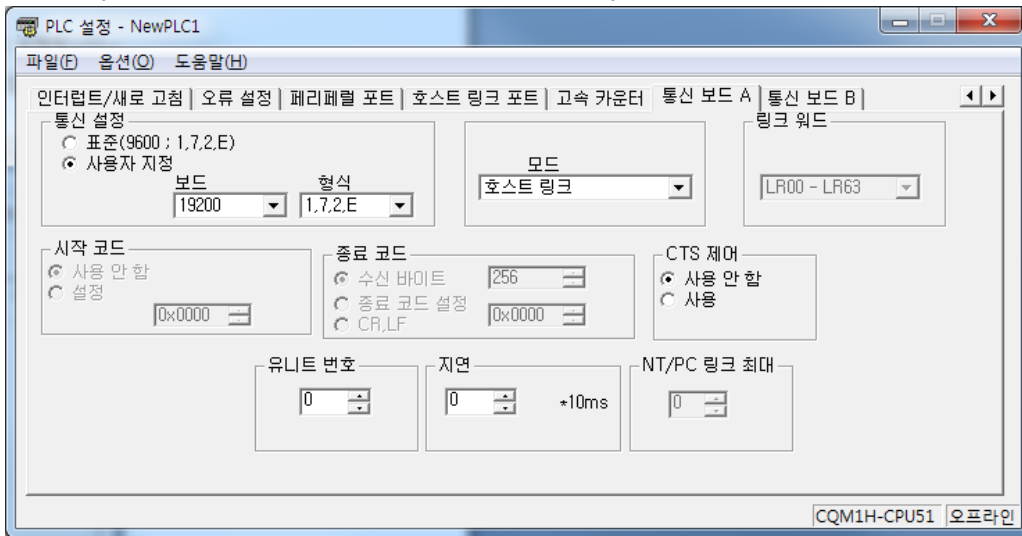 PLC 설정 - NewPLC1
파일(F) 옵션(O) 도움말(H)
인터럽트/새로 고침 오류 설정 페리페럴 포트 호스트 링크 포트 고속 카운터 통신 보드 A 통신 보드 B
통신 설정
표준(9600 ; 1,7,2,E)
사용자 지정
보드 형식
19200 1,7,2,E
모드
호스트 링크
링크 워드
LR00 - LR63
시작 코드
사용 안 함
설정
0x0000
종료 코드
수신 바이트 256
종료 코드 설정 0x0000
CR,LF
CTS 제어
사용 안 함
사용
유니트 번호
0
지연
0 *10ms
NT/PC 링크 최대
0
CQM1H-CPU51 오프라인